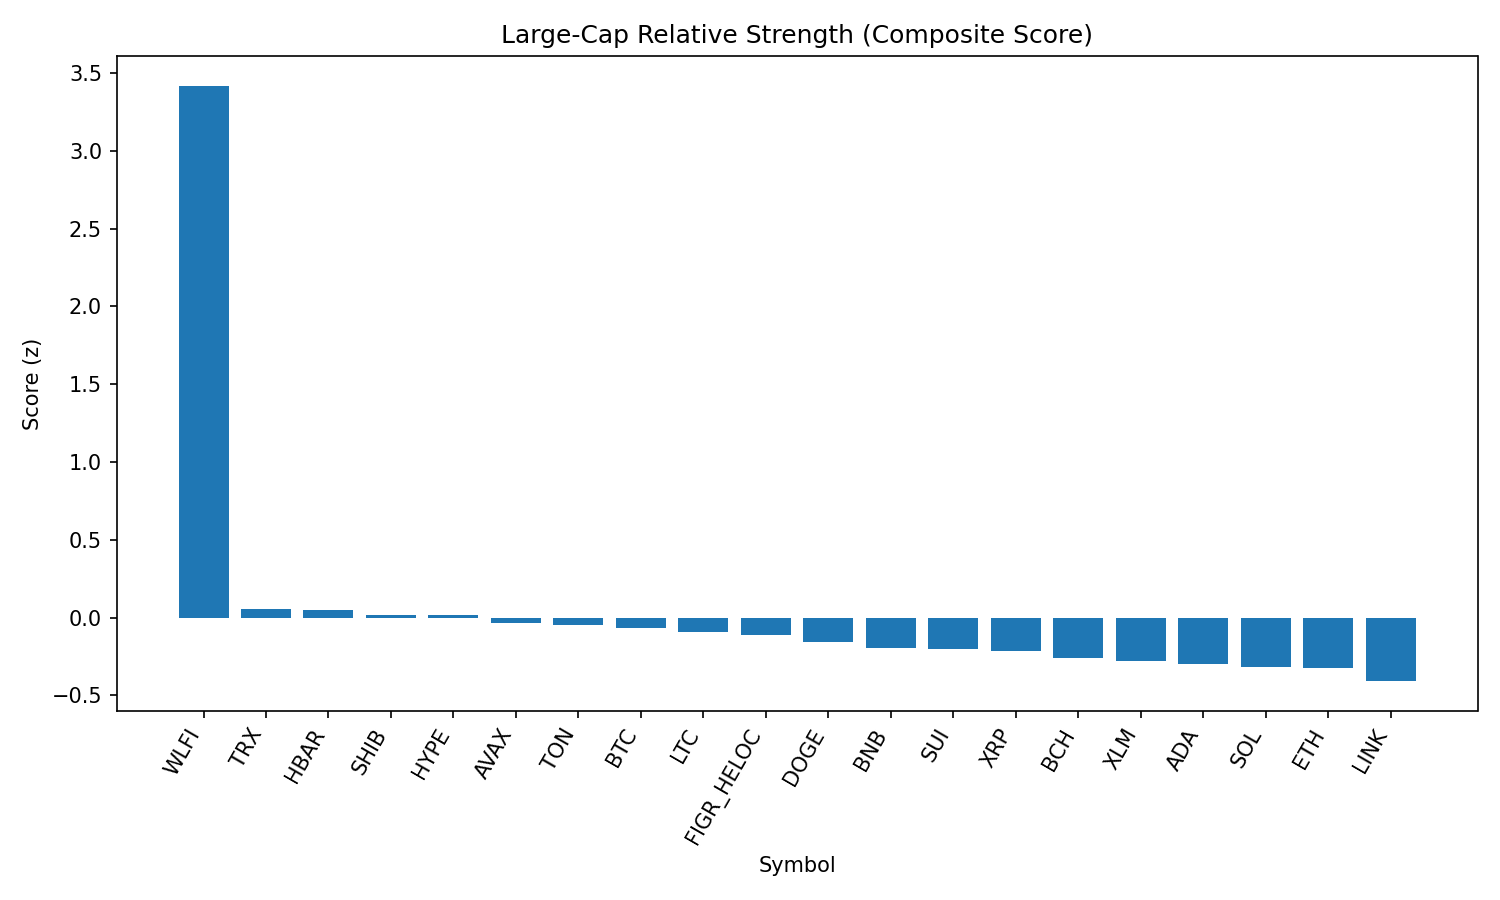 Large-Cap Relative Strength (Composite Score)
3.5
3.0
2.5
2.0
1.5
1.0
0.5
0.0
−0.5
Score (z)
WLFI
TRX
HBAR
SHIB
HYPE
AVAX
TON
BTC
LTC
FIGR_HELOC
DOGE
BNB
SUI
XRP
BCH
XLM
ADA
SOL
ETH
LINK
Symbol